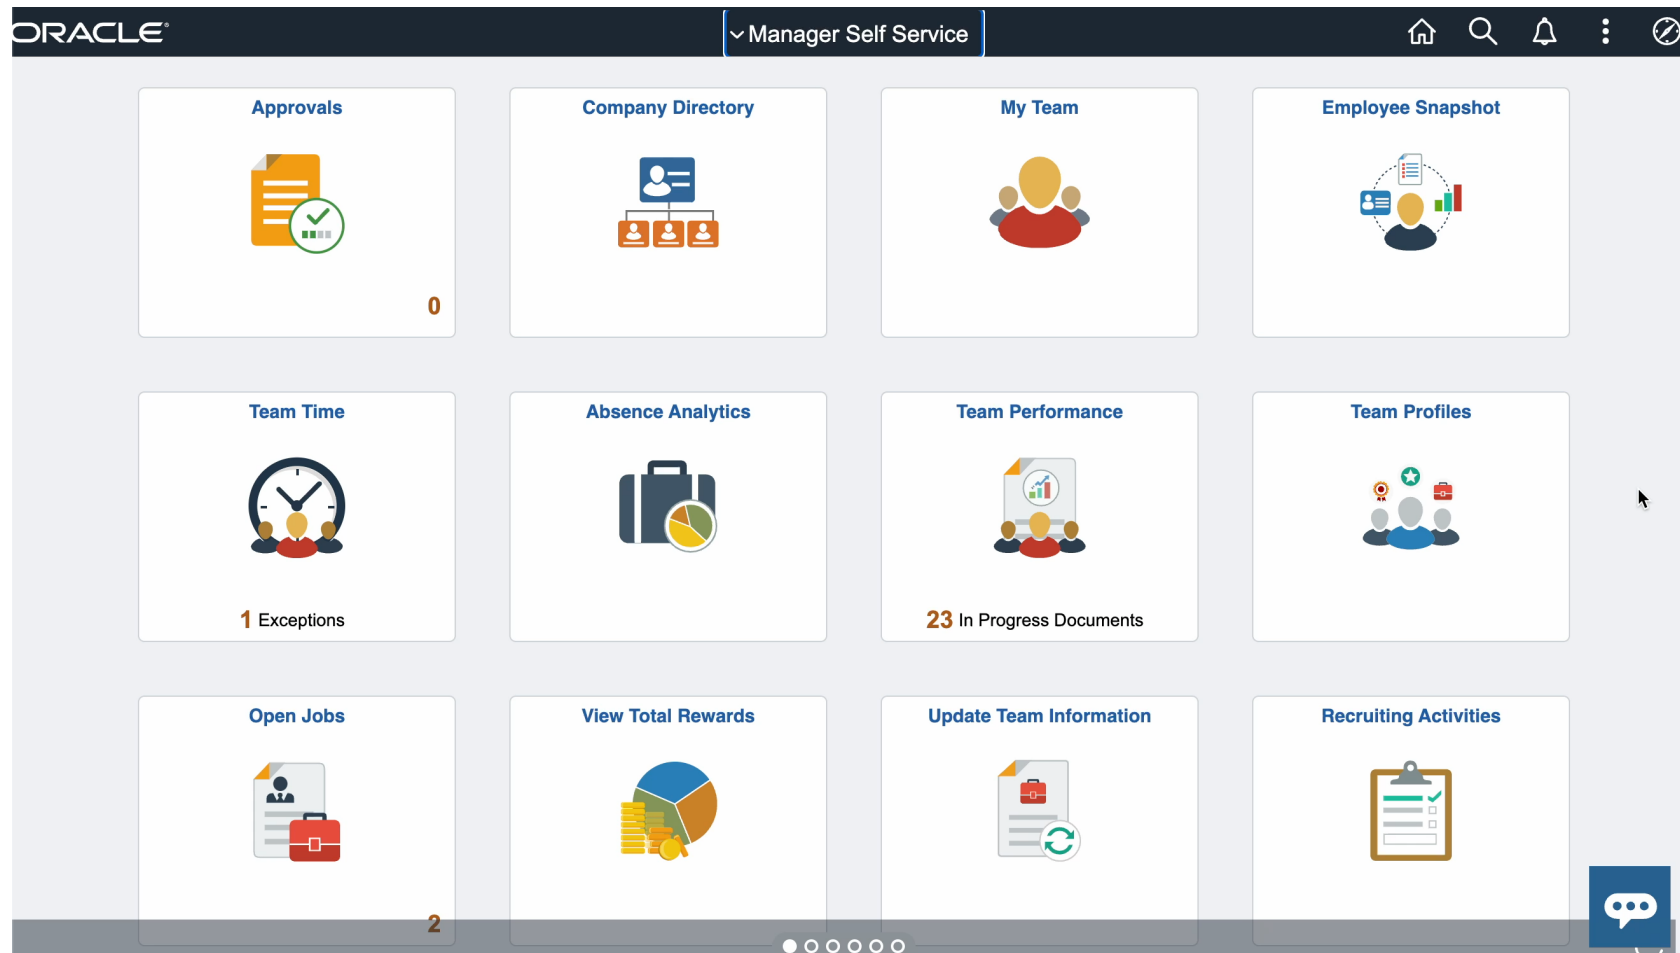 ORACLE
Manager Self Service
Approvals
Company Directory
My Team
Employee Snapshot
0
Team Time
Absence Analytics
Team Performance
Team Profiles
1 Exceptions
23 In Progress Documents
Open Jobs
View Total Rewards
Update Team Information
Recruiting Activities
2